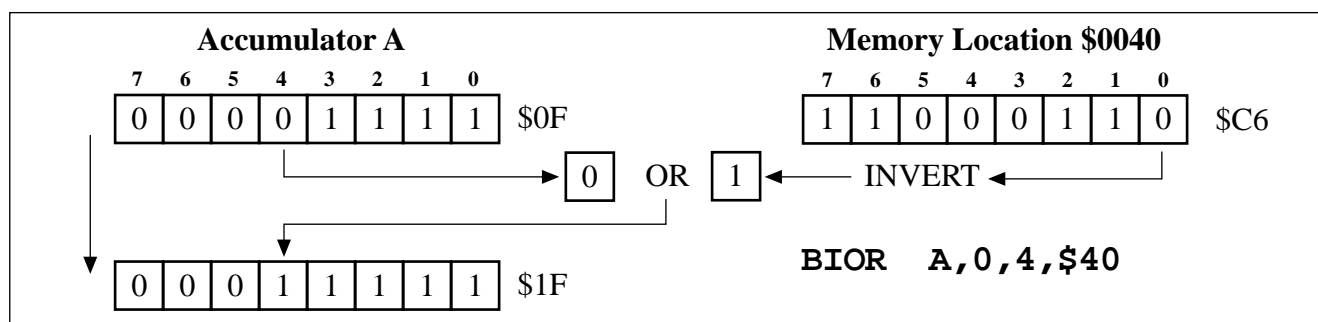 Accumulator A Memory Location $0040
7 6 5 4 3 2 1 0 7 6 5 4 3 2 1 0
0 0 0 0 1 1 1 1 $0F 1 1 0 0 0 1 1 0 $C6
0 OR 1 INVERT
BIOR A,0,4,$40
0 0 0 1 1 1 1 1 $1F